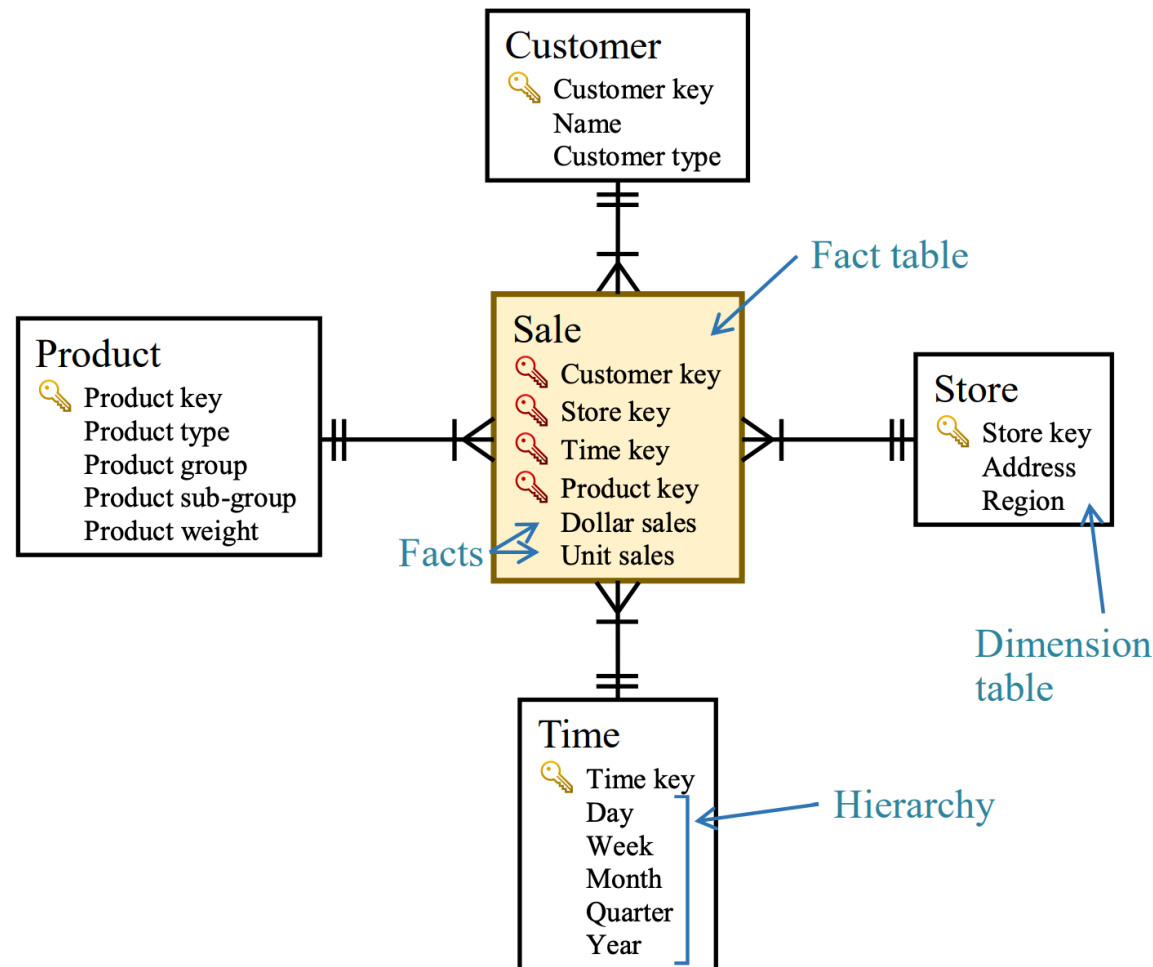 Customer
Customer key
Name
Customer type
Fact table
Sale
Customer key
Store key
Time key
Product key
Dollar sales
Unit sales
Facts
Product
Product key
Product type
Product group
Product sub-group
Product weight
Store
Store key
Address
Region
Dimension
table
Time
Time key
Day
Week
Month
Quarter
Year
Hierarchy